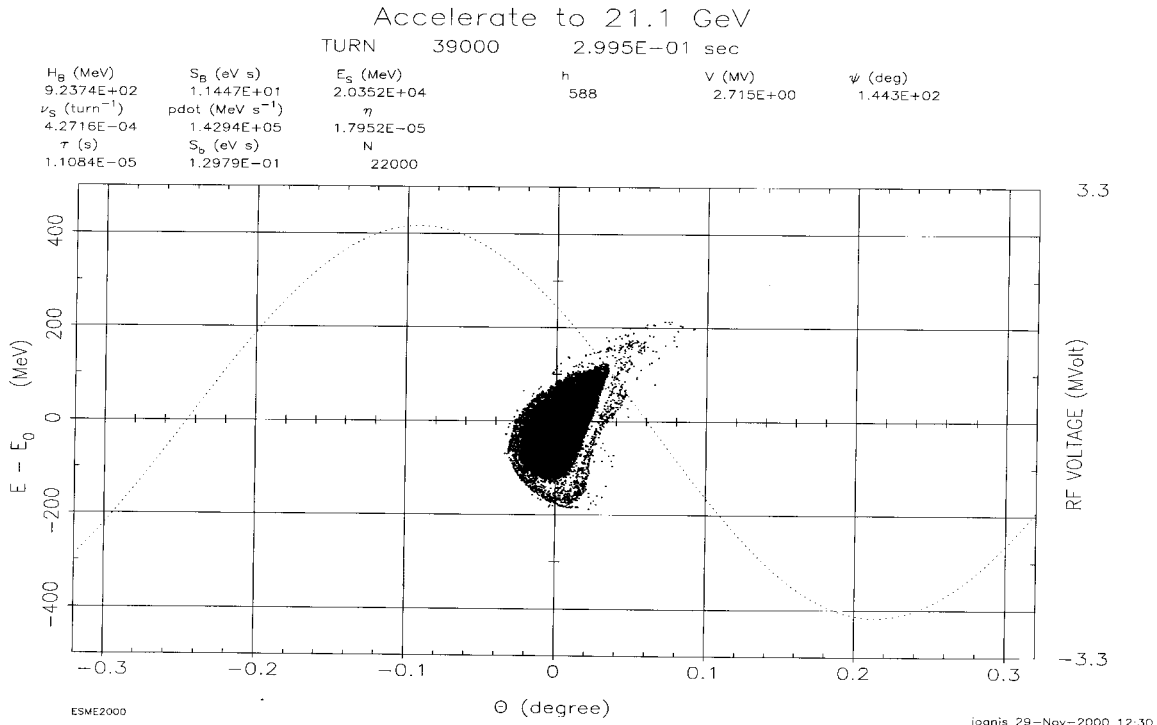 Accelerate to 21.1 GeV
TURN 39000 2.995E-01 sec
H_B (MeV) S_B (eV s) E_S (MeV) h V (MV) ψ (deg)
9.2374E+02 1.1447E+01 2.0352E+04 588 2.715E+00 1.443E+02
ν_S (turn⁻¹) pdot (MeV s⁻¹) η
4.2716E-04 1.4294E+05 1.7952E-05
τ (s) S_b (eV s) N
1.1084E-05 1.2979E-01 22000
400
200
0
-200
-400
E - E_0 (MeV)
3.3
RF VOLTAGE (MVolt)
-3.3
-0.3 -0.2 -0.1 0 0.1 0.2 0.3
Θ (degree)
ESME2000
ioanis 29-Nov-2000 12:30